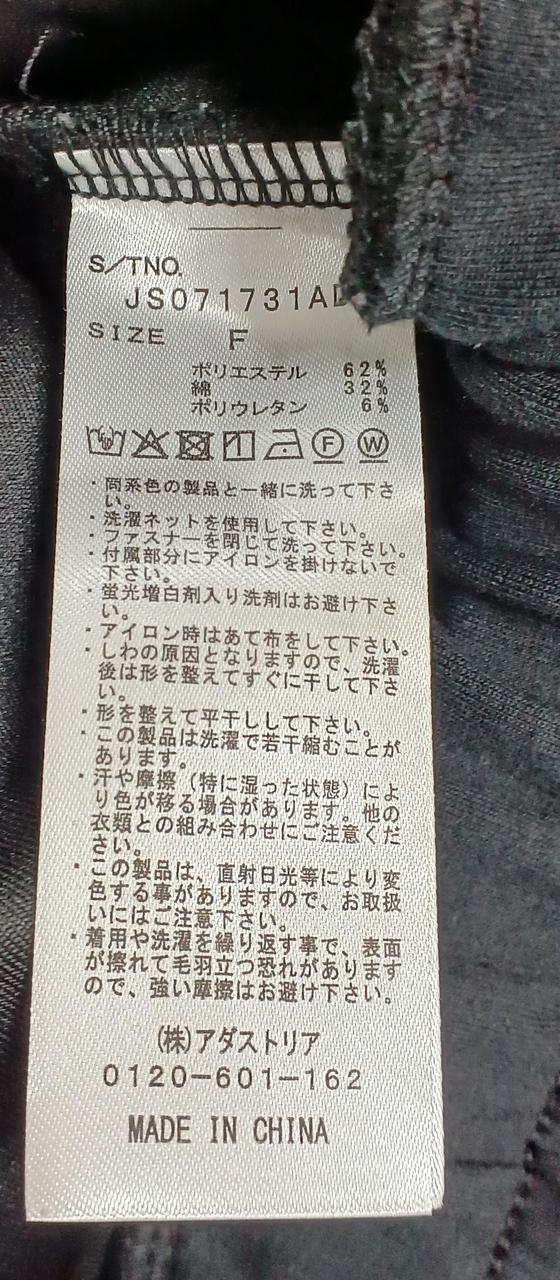 S/TNO.
JS071731A
SIZE F
ポリエステル 62%
綿 32%
ポリウレタン 6%
F W
・同系色の製品と一緒に洗って下さ
い。
・洗濯ネットを使用して下さい。
・ファスナーを閉じて洗って下さい。
・付属部分にアイロンを掛けないで
下さい。
・蛍光増白剤入り洗剤はお避け下さ
い。
・アイロン時はあて布をして下さい。
・しわの原因となりますので、洗濯
後は形を整えてすぐに干して下さ
い。
・形を整えて平干しして下さい。
・この製品は洗濯で若干縮むことが
あります。
・汗や摩擦（特に湿った状態）によ
り色が移る場合があります。他の
衣類との組み合わせにご注意くだ
さい。
・この製品は、直射日光等により変
色する事がありますので、お取扱
いにはご注意下さい。
・着用や洗濯を繰り返す事で、表面
が擦れて毛羽立つ恐れがあります
ので、強い摩擦はお避け下さい。
(株)アダストリア
0120-601-162
MADE IN CHINA